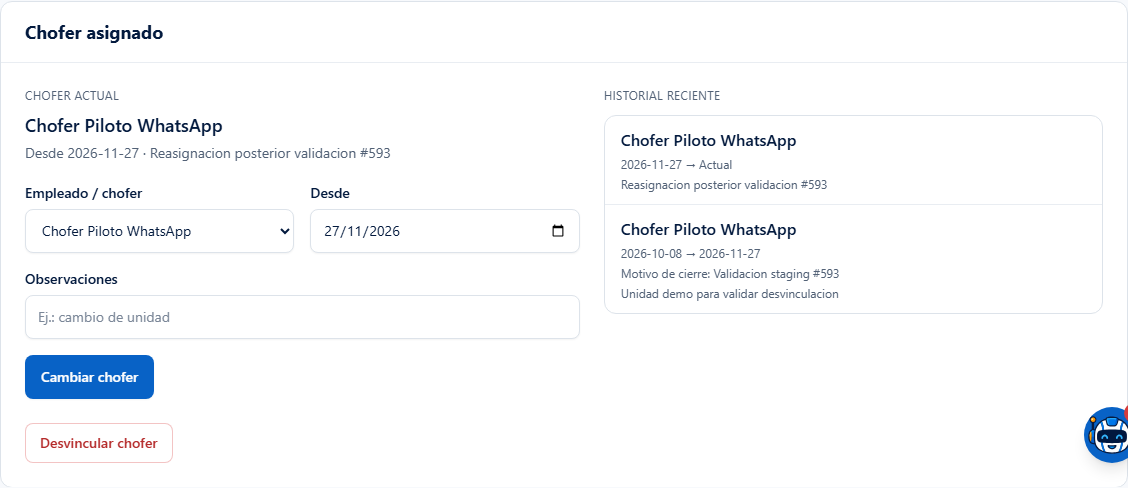 Chofer asignado
CHOFER ACTUAL
Chofer Piloto WhatsApp
Desde 2026-11-27 · Reasignacion posterior validacion #593
Empleado / chofer
Desde
Chofer Piloto WhatsApp
27/11/2026
Observaciones
Ej.: cambio de unidad
Cambiar chofer
Desvincular chofer
HISTORIAL RECIENTE
Chofer Piloto WhatsApp
2026-11-27 → Actual
Reasignacion posterior validacion #593
Chofer Piloto WhatsApp
2026-10-08 → 2026-11-27
Motivo de cierre: Validacion staging #593
Unidad demo para validar desvinculacion